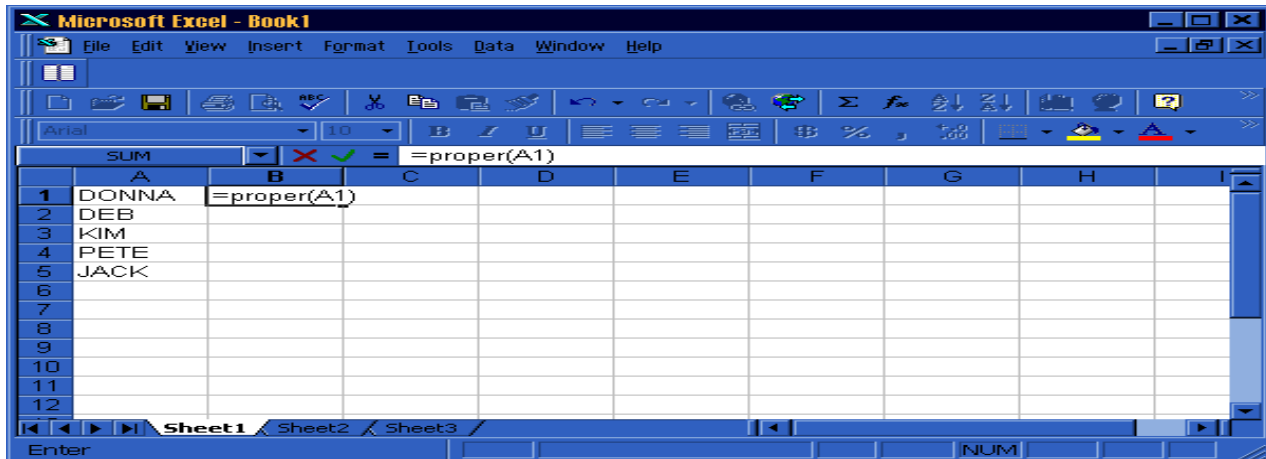 Microsoft Excel - Book1
File Edit View Insert Format Tools Data Window Help
ABC
Arial 10 B I U $ % ,
SUM = =proper(A1)
A B C D E F G H I
1 DONNA =proper(A1)
2 DEB
3 KIM
4 PETE
5 JACK
6
7
8
9
10
11
12
Sheet1 Sheet2 Sheet3
Enter NUM